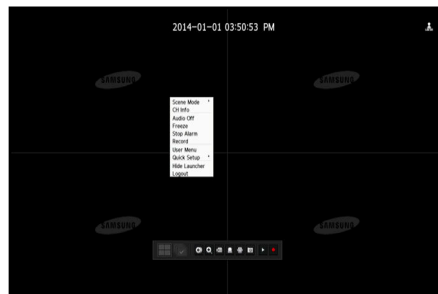 2014-01-01 03:50:53 PM
SAMSUNG
SAMSUNG
Scene Mode
CH Info
Audio Off
Freeze
Stop Alarm
Record
User Menu
Quick Setup
Hide Launcher
Logout
SAMSUNG
SAMSUNG